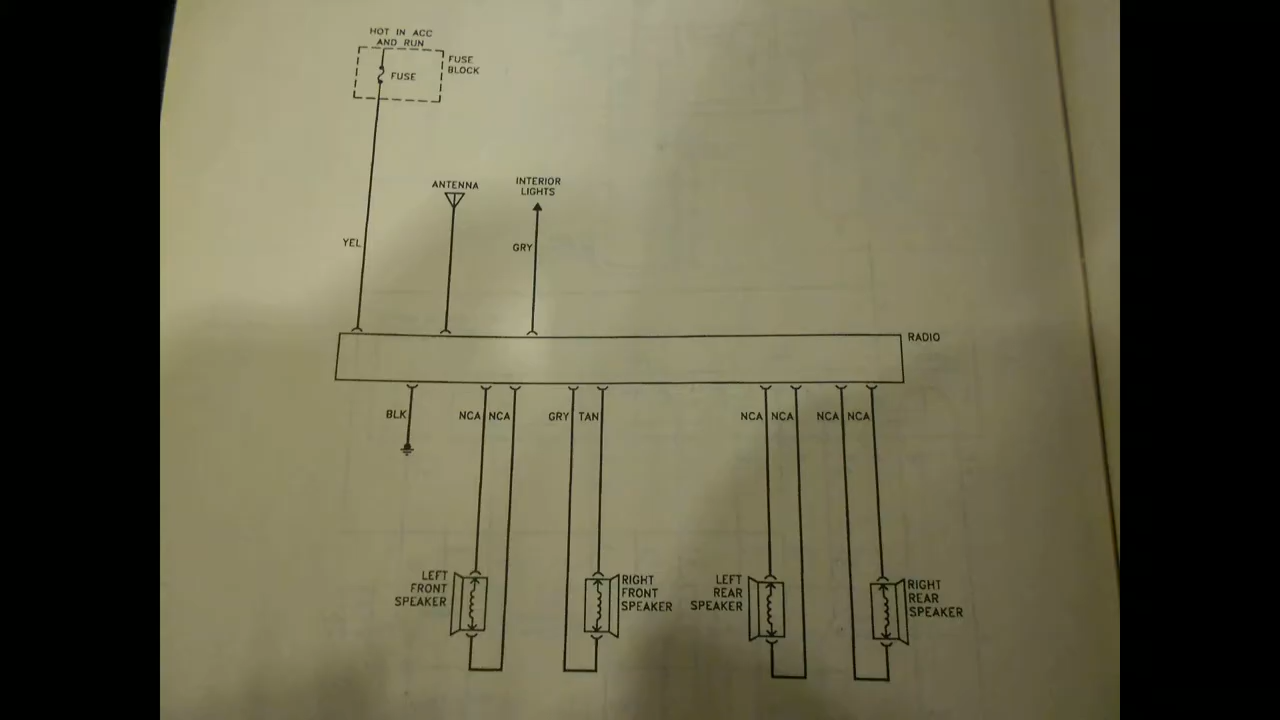 HOT IN ACC
AND RUN
FUSE
BLOCK
FUSE
ANTENNA
INTERIOR
LIGHTS
YEL
GRY
RADIO
BLK
NCA
NCA
GRY
TAN
NCA
NCA
NCA
NCA
LEFT
FRONT
SPEAKER
RIGHT
FRONT
SPEAKER
LEFT
REAR
SPEAKER
RIGHT
REAR
SPEAKER